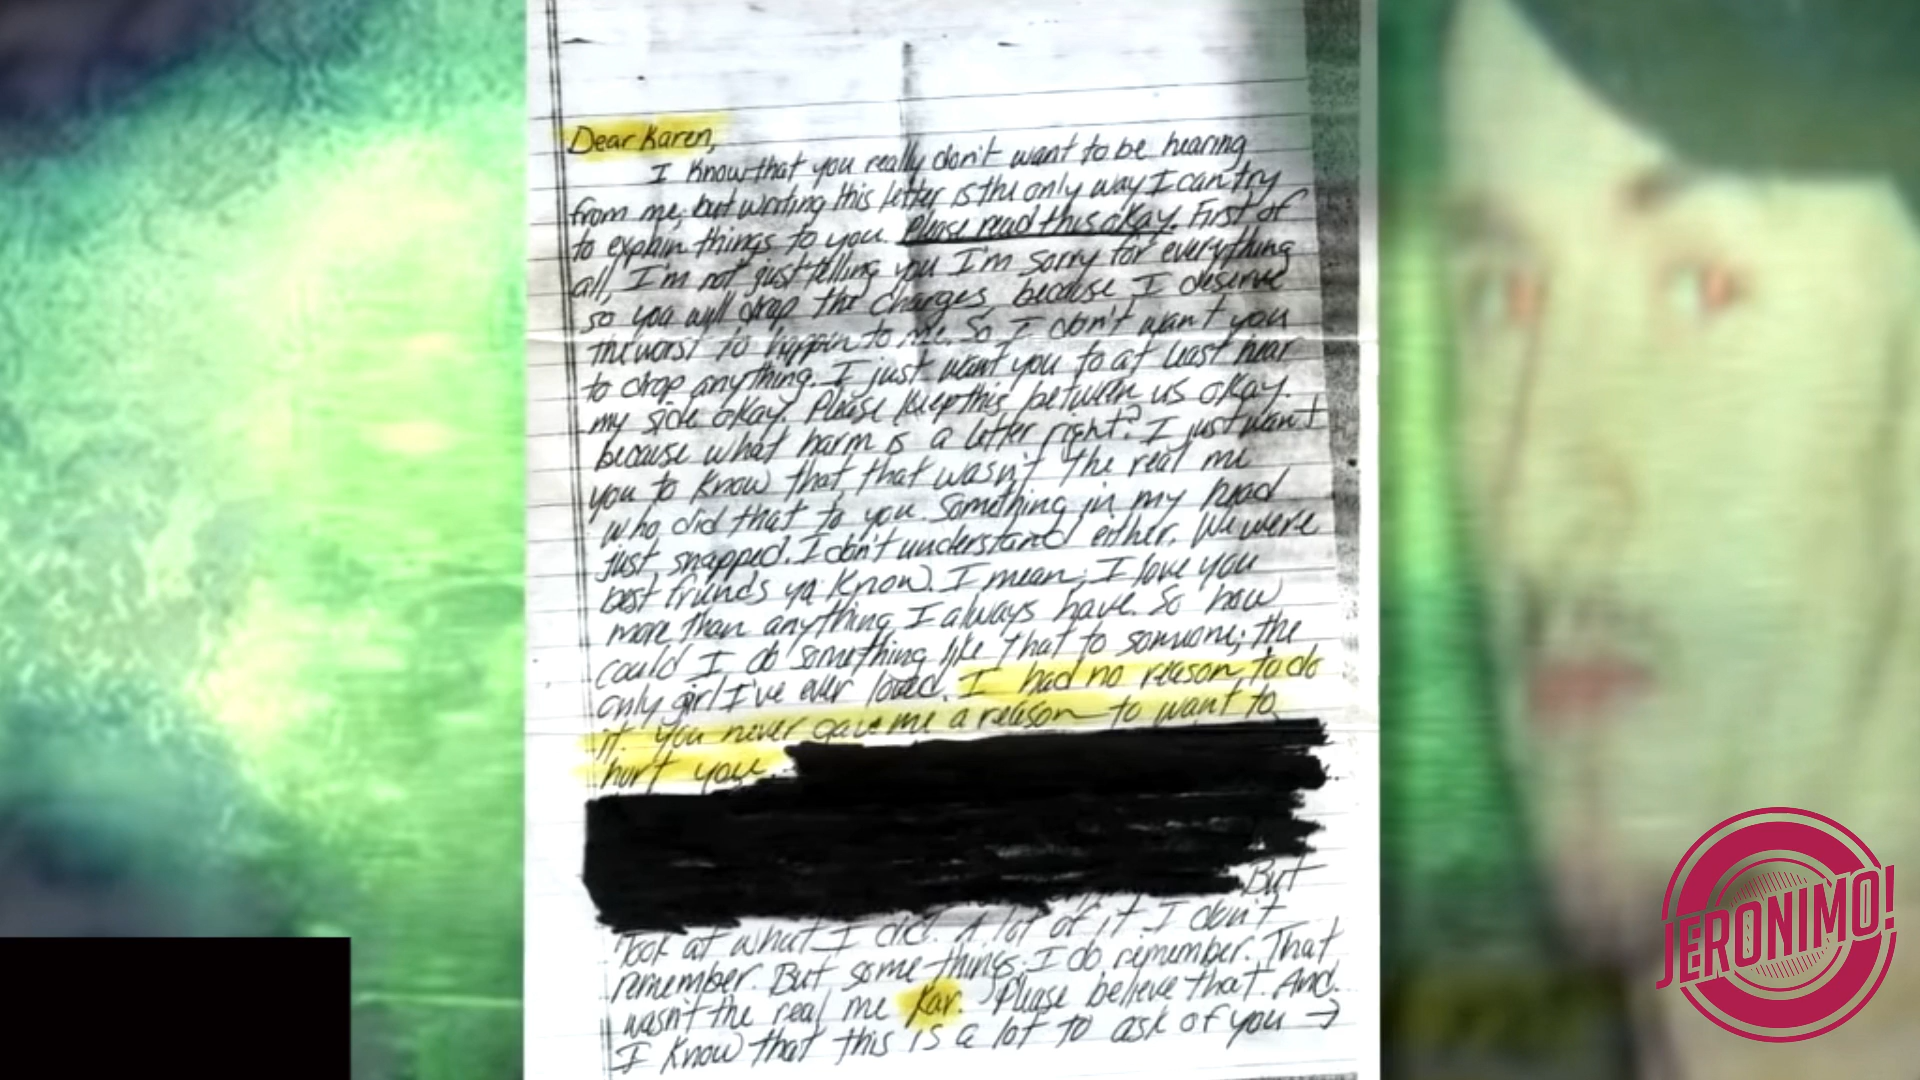 Dear Karen,
I know that you really don't want to be hearing
from me, but writing this letter is the only way I can try
to explain things to you. Please read this okay. First of
all, I'm not just telling you I'm sorry for everything
so you will drop the charges because I deserve
the worst to happen to me. So I don't want you
to drop anything. I just want you to at least hear
my side okay. Please keep this between us okay.
because what harm is a letter right? I just want
you to know that that wasn't the real me
who did that to you. Something in my head
just snapped. I don't understand either. We were
best friends ya know. I mean, I love you
more than anything I always have. So how
could I do something like that to someone; the
only girl I've ever loved. I had no reason to do
it. You never gave me a reason to want to
hurt you.
But
look at what I did. A lot of it I don't
remember. But some things I do remember. That
wasn't the real me Kar. Please believe that. And
I know that this is a lot to ask of you →
JERONIMO!